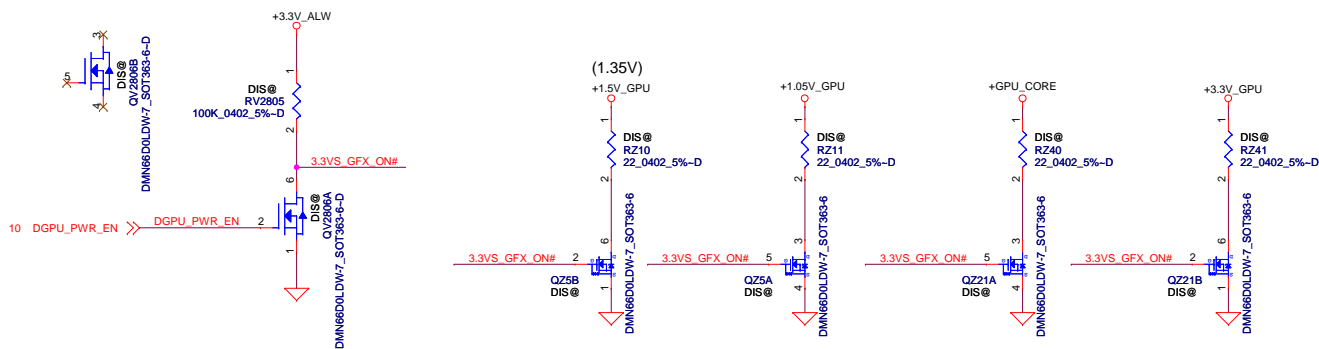 +3.3V_ALW
3
5
4
DIS@
QV2806B
DMN66D0LDW-7_SOT363-6~D
1
DIS@
RV2805
100K_0402_5%~D
2
3.3VS_GFX_ON#
6
10 DGPU_PWR_EN
DGPU_PWR_EN
2
1
DIS@
QV2806A
DMN66D0LDW-7_SOT363-6~D
(1.35V)
+1.5V_GPU
1
DIS@
RZ10
22_0402_5%~D
2
3.3VS_GFX_ON#
2
6
1
QZ5B
DIS@
DMN66D0LDW-7_SOT363-6
+1.05V_GPU
1
DIS@
RZ11
22_0402_5%~D
2
3.3VS_GFX_ON#
5
3
4
QZ5A
DIS@
DMN66D0LDW-7_SOT363-6
+GPU_CORE
1
DIS@
RZ40
22_0402_5%~D
2
3.3VS_GFX_ON#
5
3
4
QZ21A
DIS@
DMN66D0LDW-7_SOT363-6
+3.3V_GPU
1
DIS@
RZ41
22_0402_5%~D
2
3.3VS_GFX_ON#
2
6
1
QZ21B
DIS@
DMN66D0LDW-7_SOT363-6